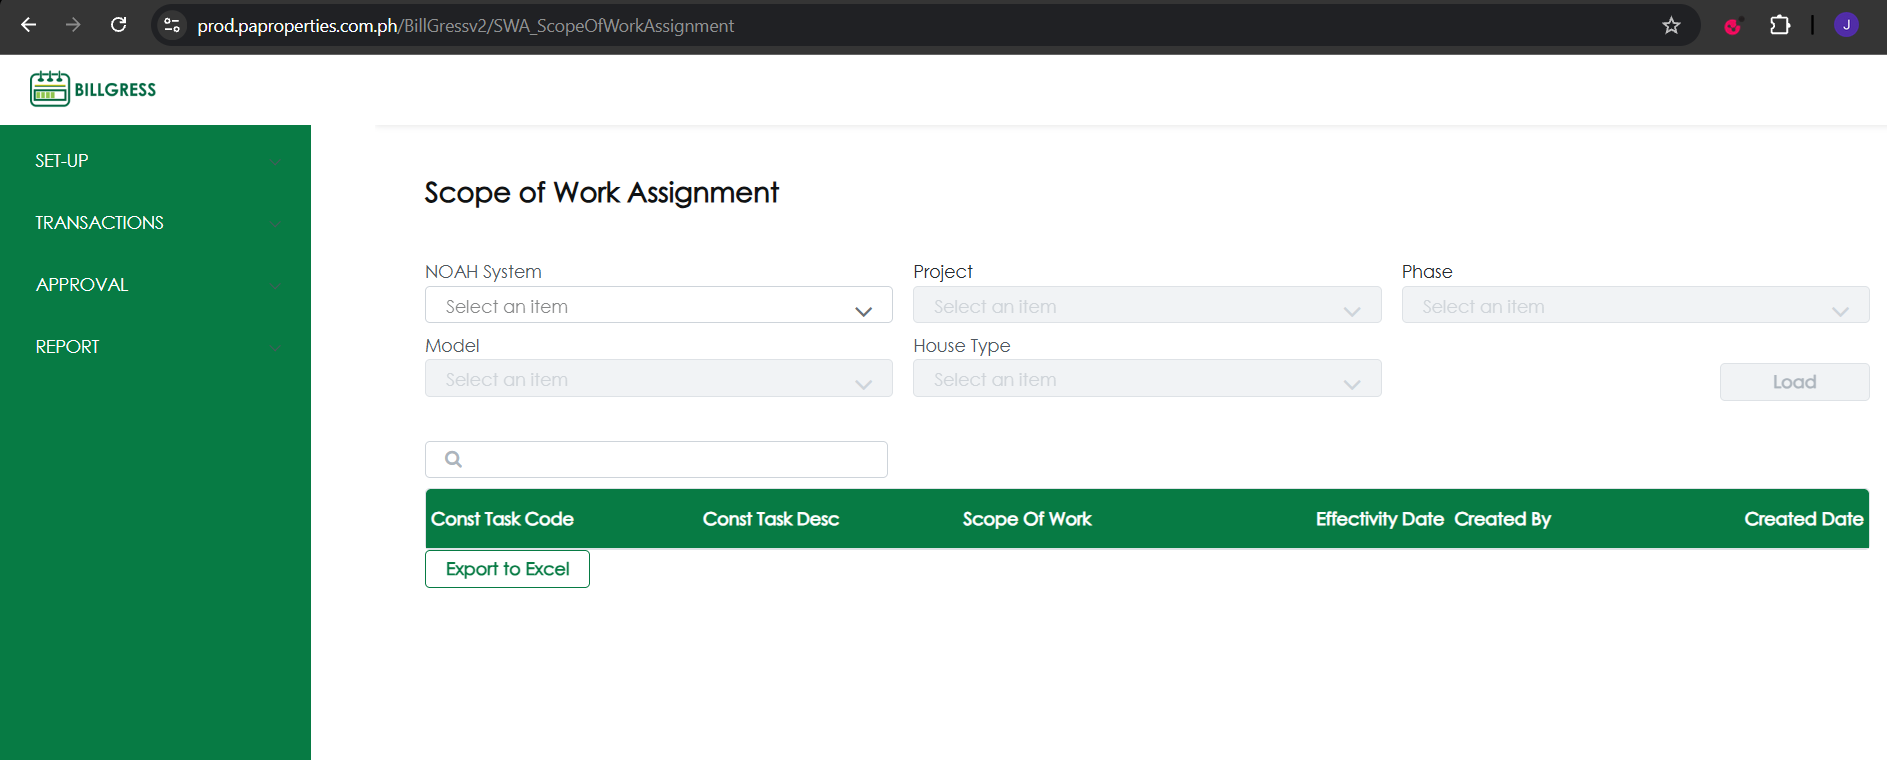 prod.paproperties.com.ph/BillGressv2/SWA_ScopeOfWorkAssignment
J
BILLGRESS
SET-UP
TRANSACTIONS
APPROVAL
REPORT
Scope of Work Assignment
NOAH System Project Phase
Select an item Select an item Select an item
Model House Type
Select an item Select an item Load
Const Task Code Const Task Desc Scope Of Work Effectivity Date Created By Created Date
Export to Excel